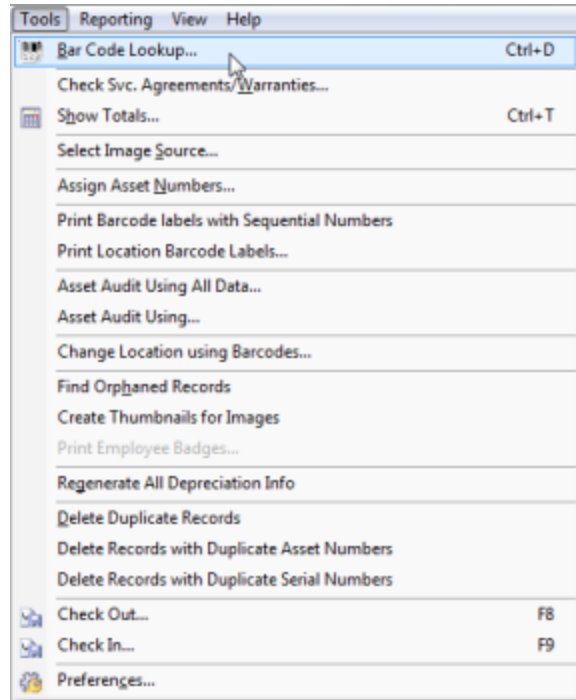 Tools Reporting View Help
Bar Code Lookup... Ctrl+D
Check Svc. Agreements/Warranties...
Show Totals... Ctrl+T
Select Image Source...
Assign Asset Numbers...
Print Barcode labels with Sequential Numbers
Print Location Barcode Labels...
Asset Audit Using All Data...
Asset Audit Using...
Change Location using Barcodes...
Find Orphaned Records
Create Thumbnails for Images
Print Employee Badges...
Regenerate All Depreciation Info
Delete Duplicate Records
Delete Records with Duplicate Asset Numbers
Delete Records with Duplicate Serial Numbers
Check Out... F8
Check In... F9
Preferences...